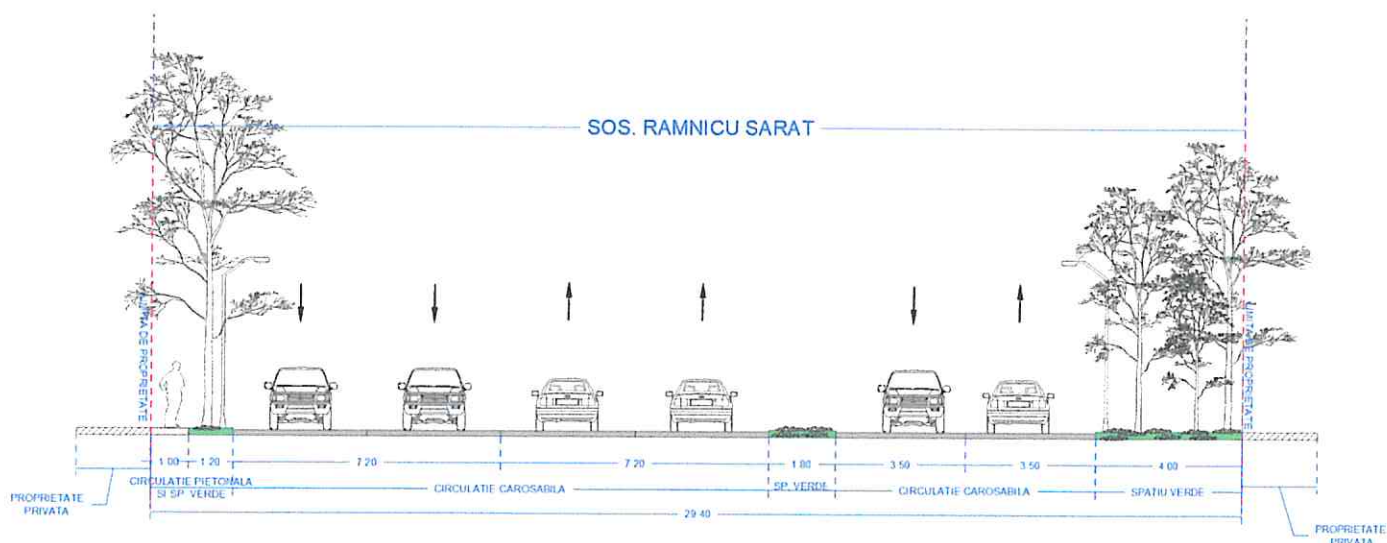 SOS. RAMNICU SARAT
LIMITA DE PROPRIETATE
LIMITA DE PROPRIETATE
1.00 1.20 7.20 7.20 1.80 3.50 3.50 4.00
CIRCULATIE PIETONALA
SI SP. VERDE
CIRCULATIE CAROSABILA
SP. VERDE
CIRCULATIE CAROSABILA
SPATIU VERDE
29.40
PROPRIETATE
PRIVATA
PROPRIETATE
PRIVATA